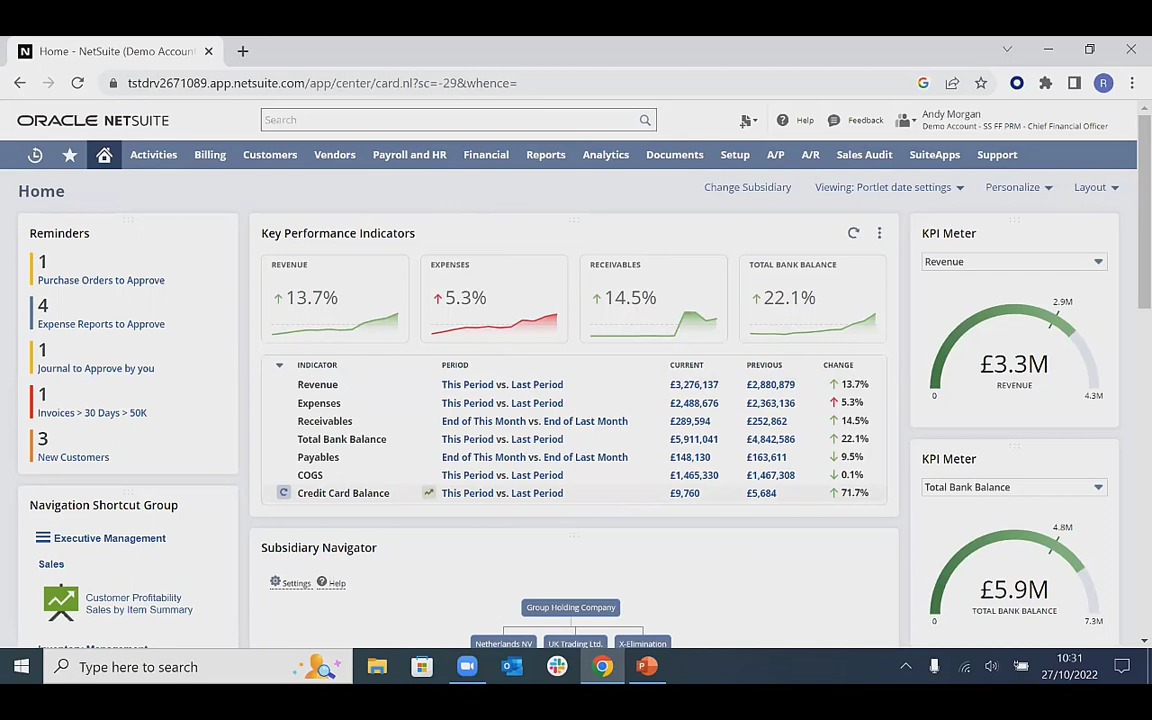 Home - NetSuite (Demo Accoun
tstdrv2671089.app.netsuite.com/app/center/card.nl?sc=-29&whence=
R
ORACLE NETSUITE
Search
Help
Feedback
Andy Morgan
Demo Account - SS FF PRM - Chief Financial Officer
Activities Billing Customers Vendors Payroll and HR Financial Reports Analytics Documents Setup A/P A/R Sales Audit SuiteApps Support
Home
Change Subsidiary
Viewing: Portlet date settings
Personalize
Layout
Reminders
1
Purchase Orders to Approve
4
Expense Reports to Approve
1
Journal to Approve by you
1
Invoices > 30 Days > 50K
3
New Customers
Navigation Shortcut Group
Executive Management
Sales
Customer Profitability
Sales by Item Summary
Key Performance Indicators
REVENUE
13.7%
EXPENSES
5.3%
RECEIVABLES
14.5%
TOTAL BANK BALANCE
22.1%
INDICATOR PERIOD CURRENT PREVIOUS CHANGE
Revenue This Period vs. Last Period £3,276,137 £2,880,879 13.7%
Expenses This Period vs. Last Period £2,488,676 £2,363,136 5.3%
Receivables End of This Month vs. End of Last Month £289,594 £252,862 14.5%
Total Bank Balance This Period vs. Last Period £5,911,041 £4,842,586 22.1%
Payables End of This Month vs. End of Last Month £148,130 £163,611 9.5%
COGS This Period vs. Last Period £1,465,330 £1,467,308 0.1%
Credit Card Balance This Period vs. Last Period £9,760 £5,684 71.7%
Subsidiary Navigator
Settings Help
Group Holding Company
Netherlands NV UK Trading Ltd. X-Elimination
KPI Meter
Revenue
2.9M
£3.3M
REVENUE
0 4.3M
KPI Meter
Total Bank Balance
4.8M
£5.9M
TOTAL BANK BALANCE
0 7.3M
Type here to search
10:31
27/10/2022